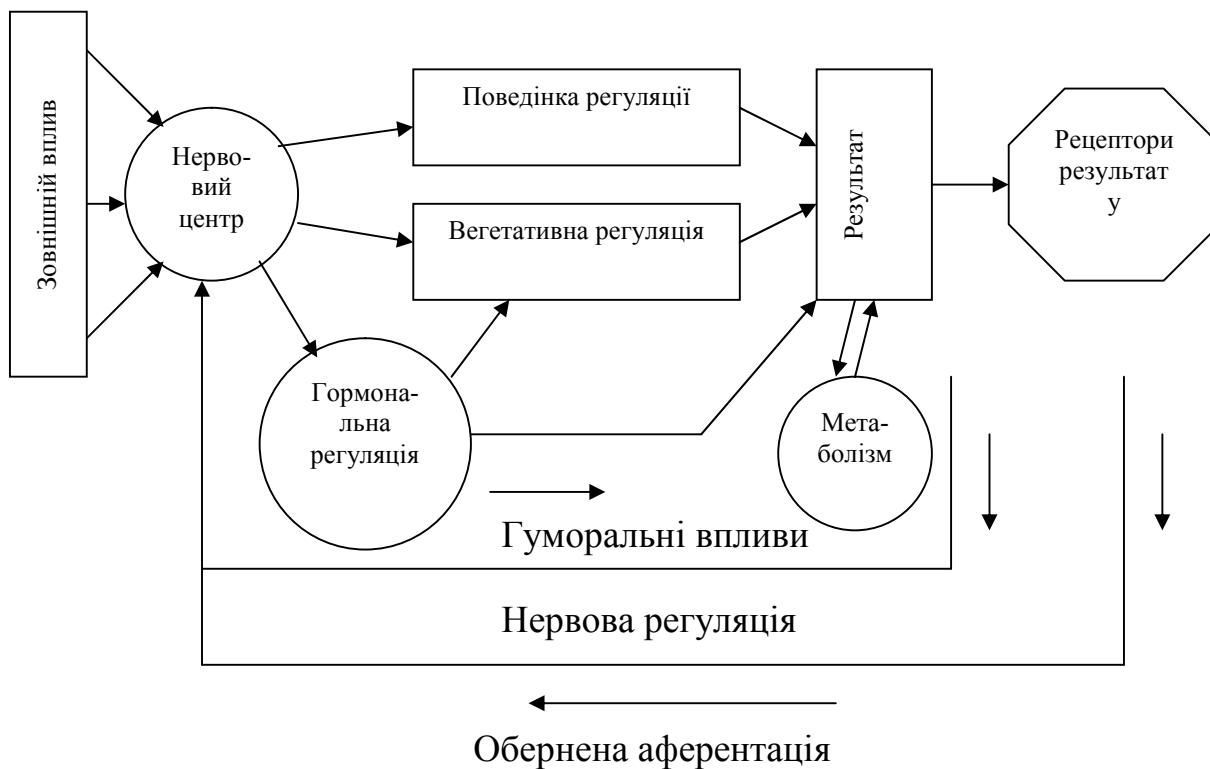 Зовнішній вплив
Нерво-
вий
центр
Поведінка регуляції
Вегетативна регуляція
Гормона-
льна
регуляція
Результат
Мета-
болізм
Рецептори
результат
у
Гуморальні впливи
Нервова регуляція
Обернена аферентація